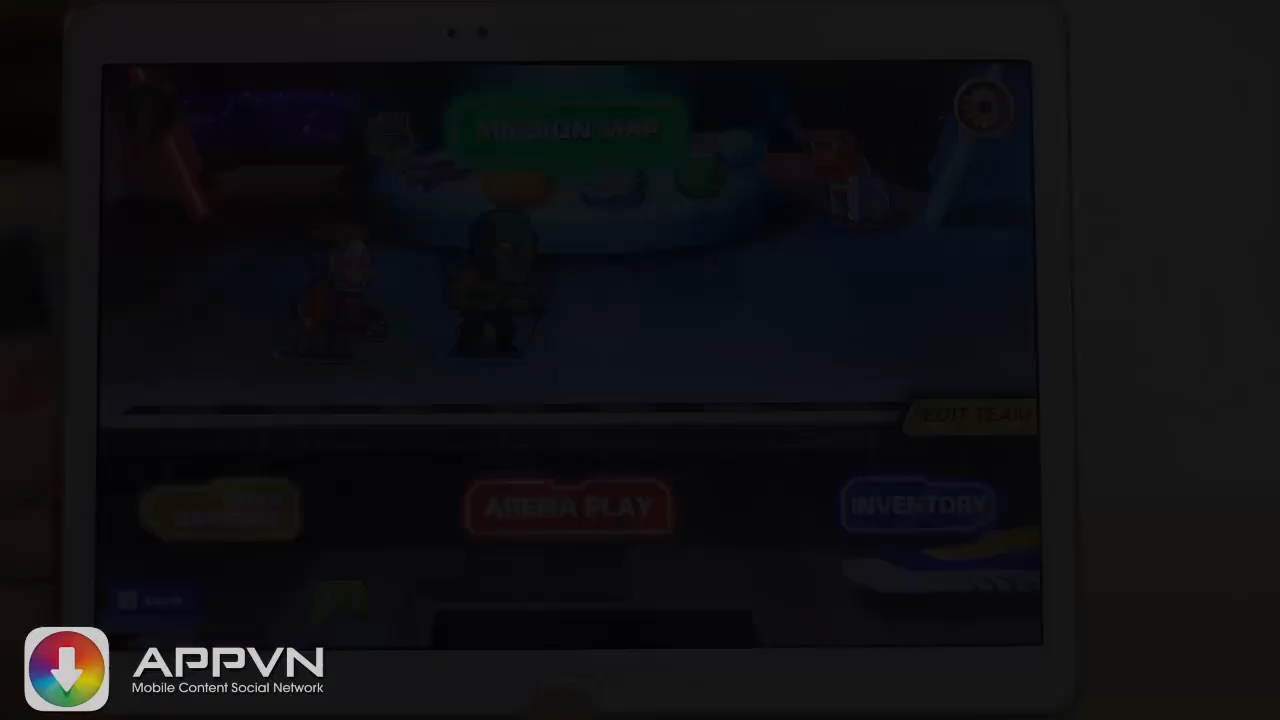 MISSION MAP
EDIT TEAM
ARENA PLAY
INVENTORY
APPVN
Mobile Content Social Network